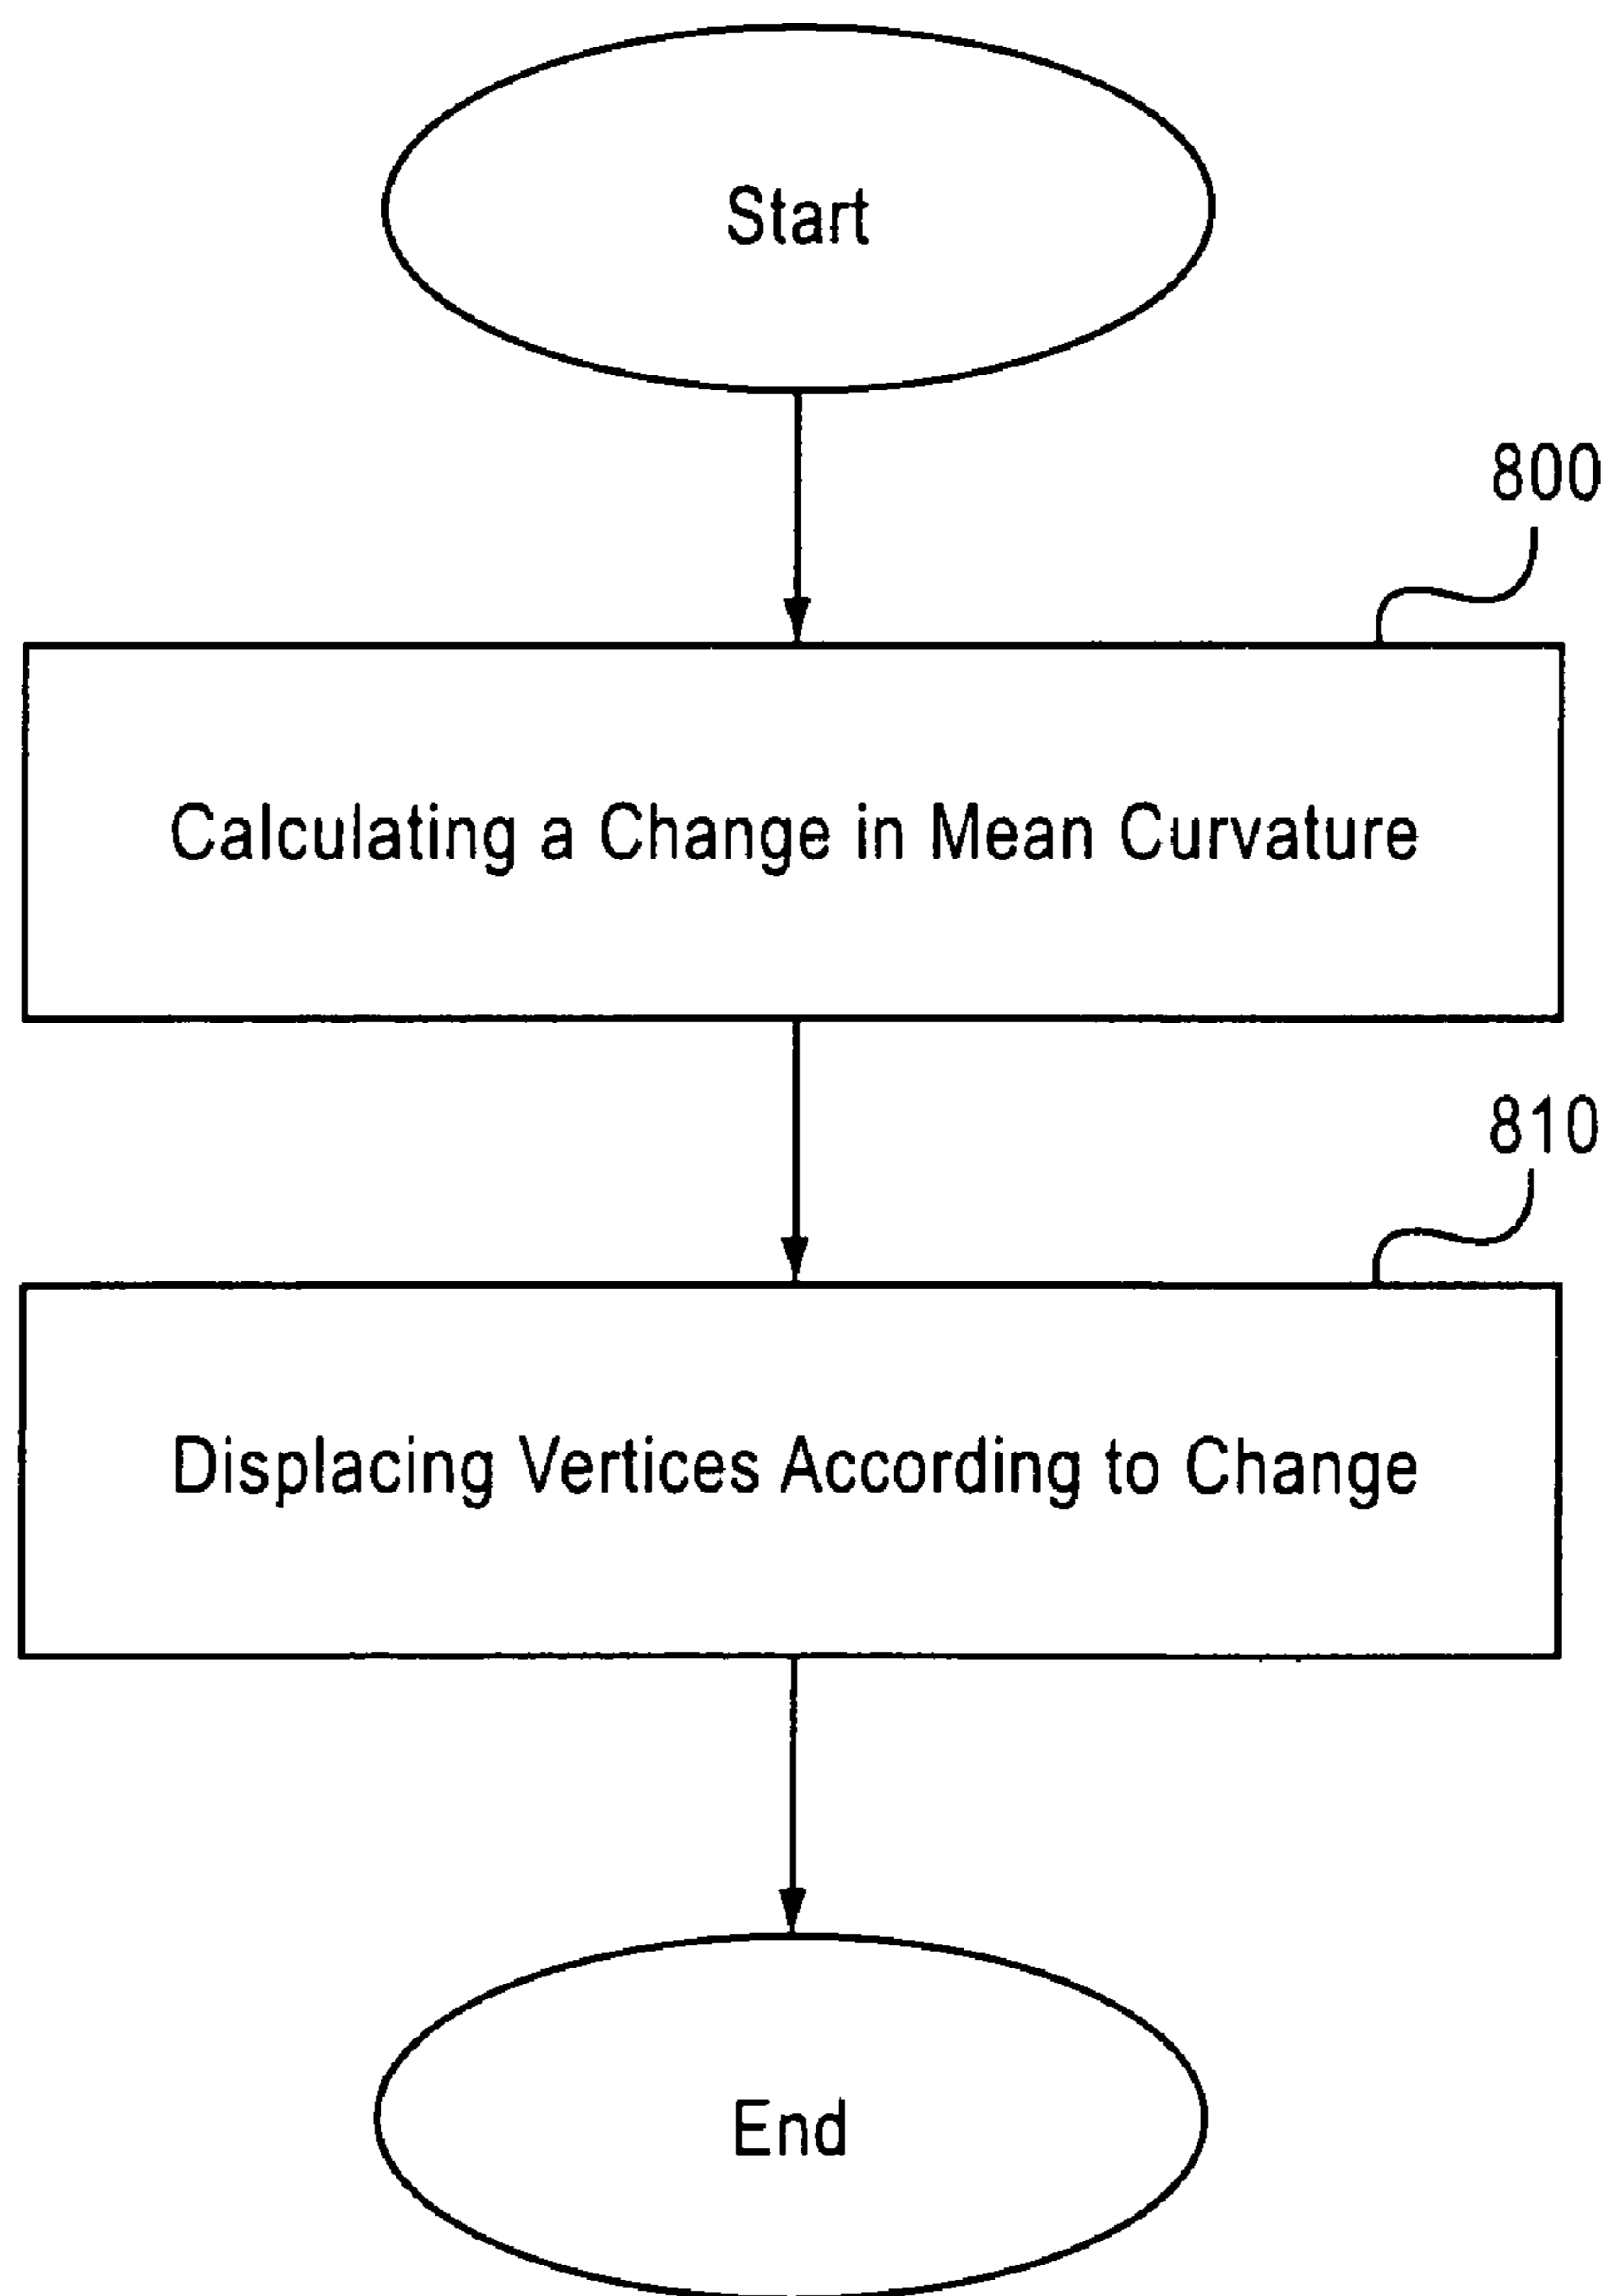 Start
800
Calculating a Change in Mean Curvature
810
Displacing Vertices According to Change
End